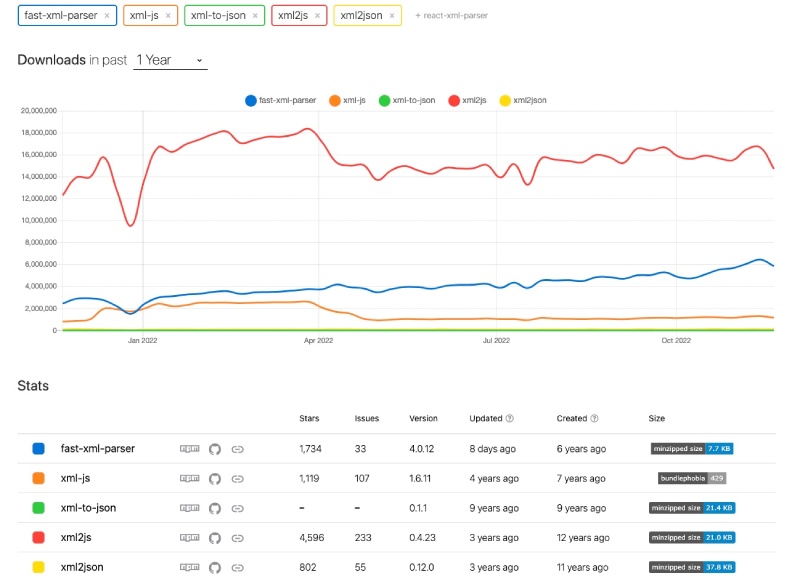 fast-xml-parser × xml-js × xml-to-json × xml2js × xml2json × + react-xml-parser
Downloads in past 1 Year
fast-xml-parser xml-js xml-to-json xml2js xml2json
20,000,000
18,000,000
16,000,000
14,000,000
12,000,000
10,000,000
8,000,000
6,000,000
4,000,000
2,000,000
0
Jan 2022 Apr 2022 Jul 2022 Oct 2022
Stats
Stars Issues Version Updated ? Created ? Size
fast-xml-parser npm 1,734 33 4.0.12 8 days ago 6 years ago minzipped size 7.7 KB
xml-js npm 1,119 107 1.6.11 4 years ago 7 years ago bundlephobia 429
xml-to-json npm – – 0.1.1 9 years ago 9 years ago minzipped size 21.4 KB
xml2js npm 4,596 233 0.4.23 3 years ago 12 years ago minzipped size 21.0 KB
xml2json npm 802 55 0.12.0 3 years ago 11 years ago minzipped size 37.8 KB